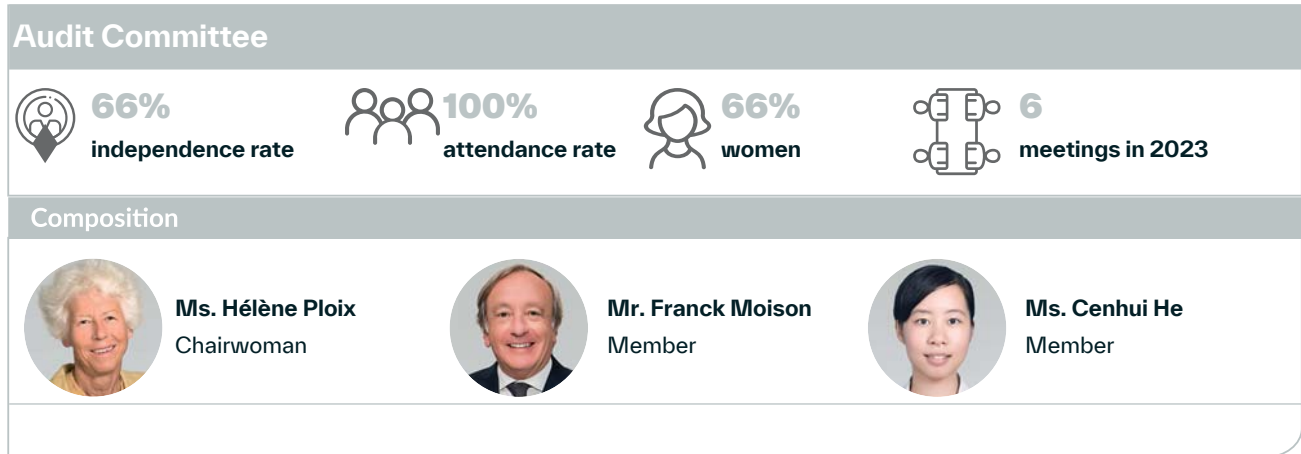 Audit Committee
66%
independence rate
100%
attendance rate
66%
women
6
meetings in 2023
Composition
Ms. Hélène Ploix
Chairwoman
Mr. Franck Moison
Member
Ms. Cenhui He
Member